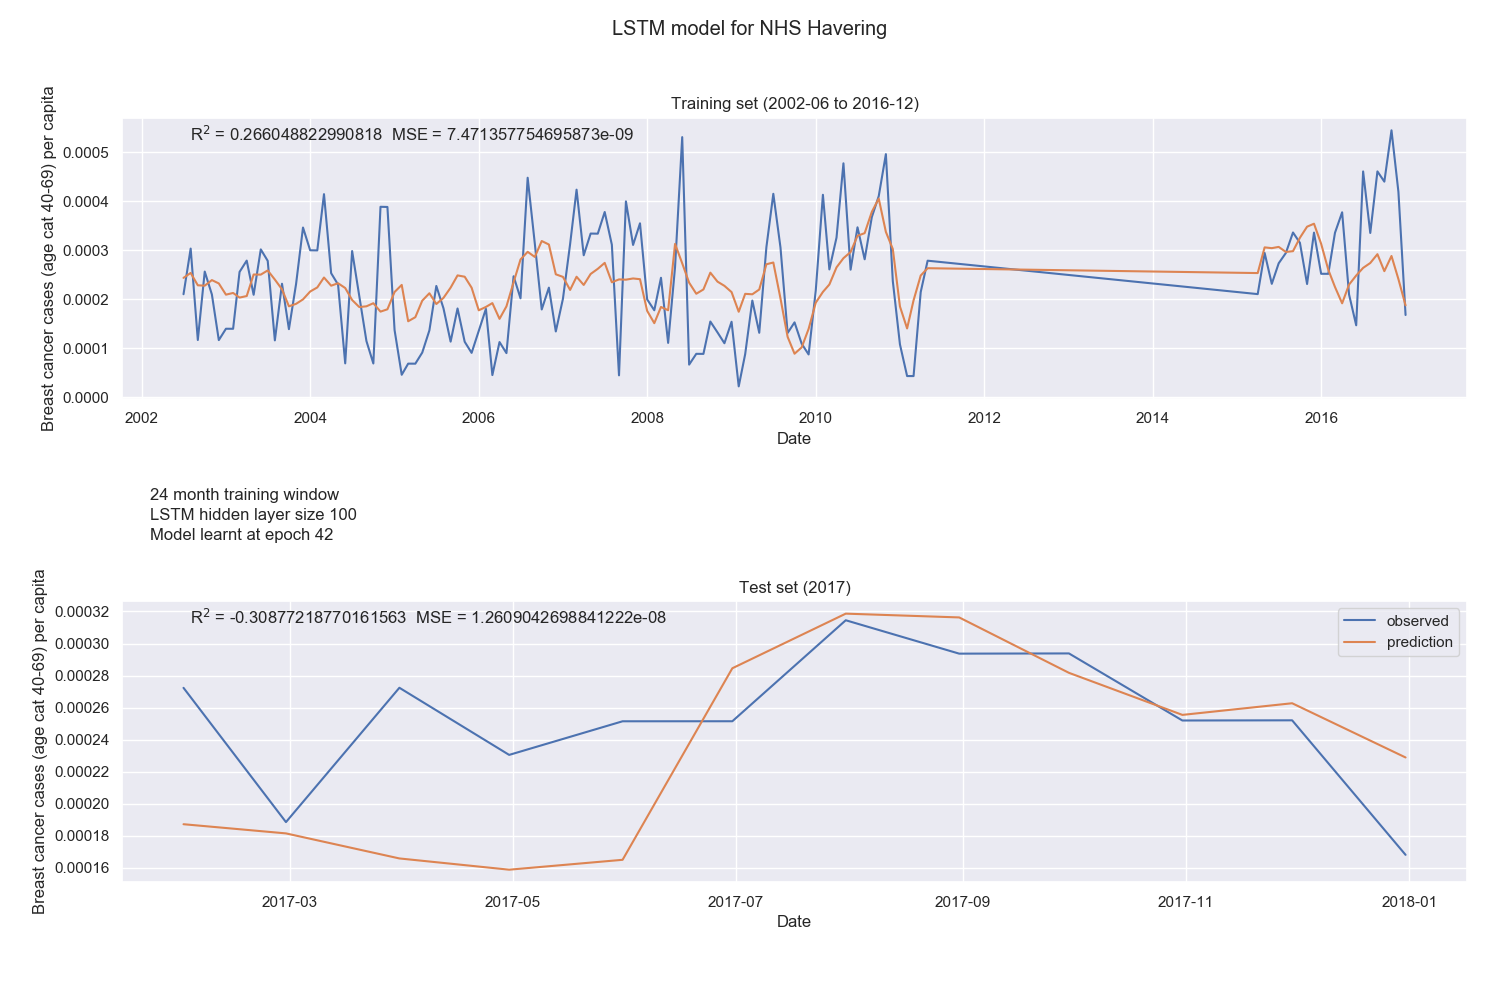 LSTM model for NHS Havering
Training set (2002-06 to 2016-12)
R² = 0.266048822990818 MSE = 7.471357754695873e-09
Breast cancer cases (age cat 40-69) per capita
0.0005
0.0004
0.0003
0.0002
0.0001
0.0000
2002 2004 2006 2008 2010 2012 2014 2016
Date
24 month training window
LSTM hidden layer size 100
Model learnt at epoch 42
Test set (2017)
R² = -0.30877218770161563 MSE = 1.2609042698841222e-08
observed
prediction
Breast cancer cases (age cat 40-69) per capita
0.00032
0.00030
0.00028
0.00026
0.00024
0.00022
0.00020
0.00018
0.00016
2017-03 2017-05 2017-07 2017-09 2017-11 2018-01
Date